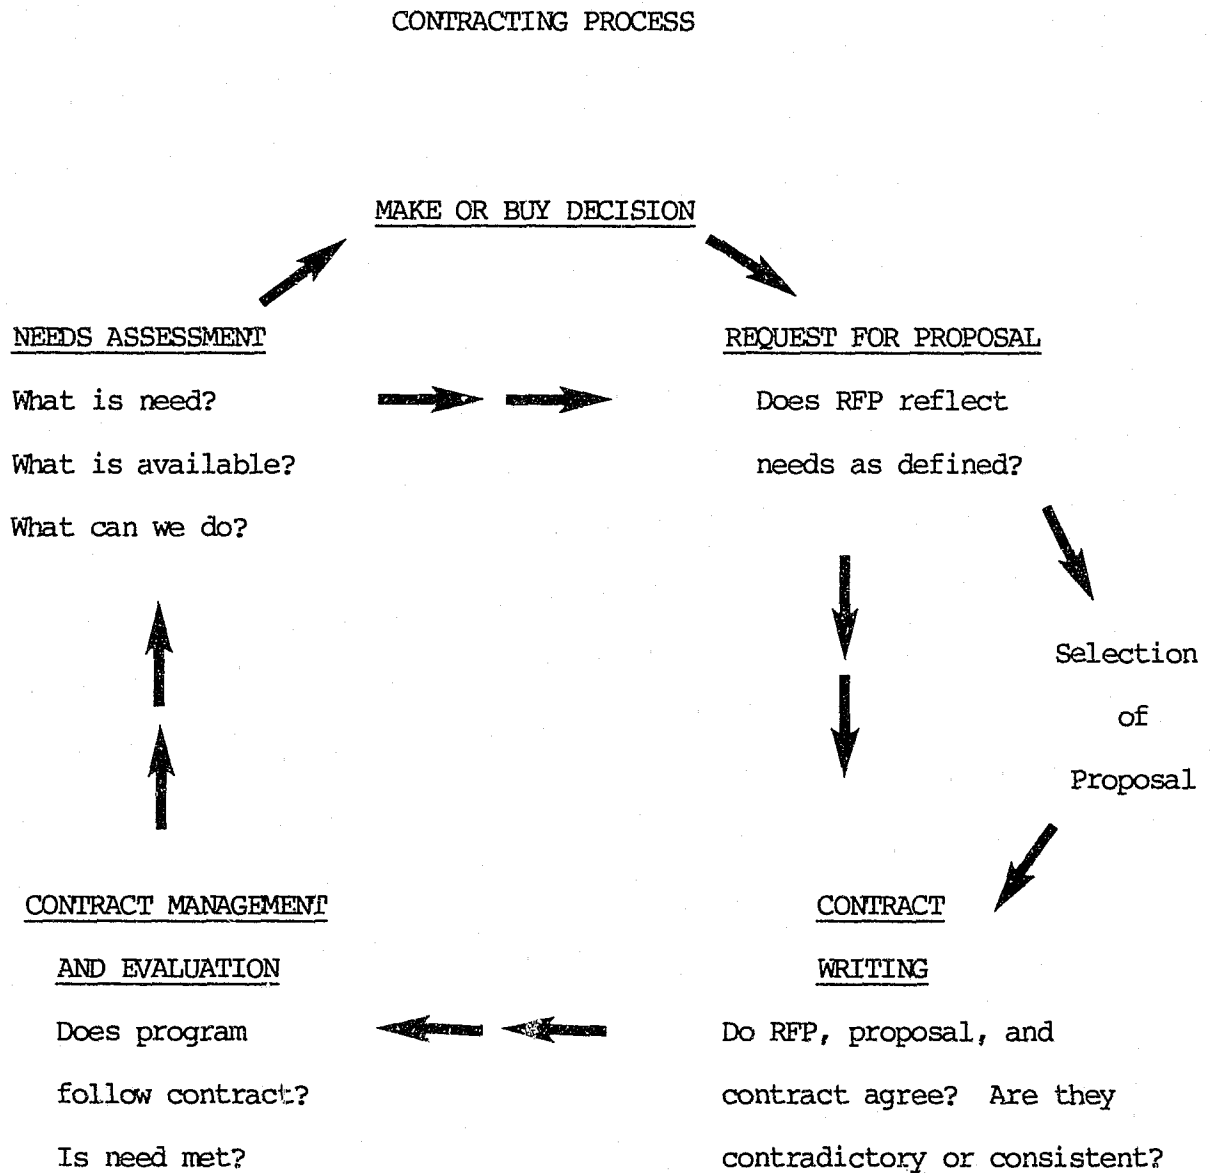 CONTRACTING PROCESS
MAKE OR BUY DECISION
NEEDS ASSESSMENT
What is need?
What is available?
What can we do?
REQUEST FOR PROPOSAL
Does RFP reflect
needs as defined?
Selection
of
Proposal
CONTRACT
WRITING
Do RFP, proposal, and
contract agree? Are they
contradictory or consistent?
CONTRACT MANAGEMENT
AND EVALUATION
Does program
follow contract?
Is need met?